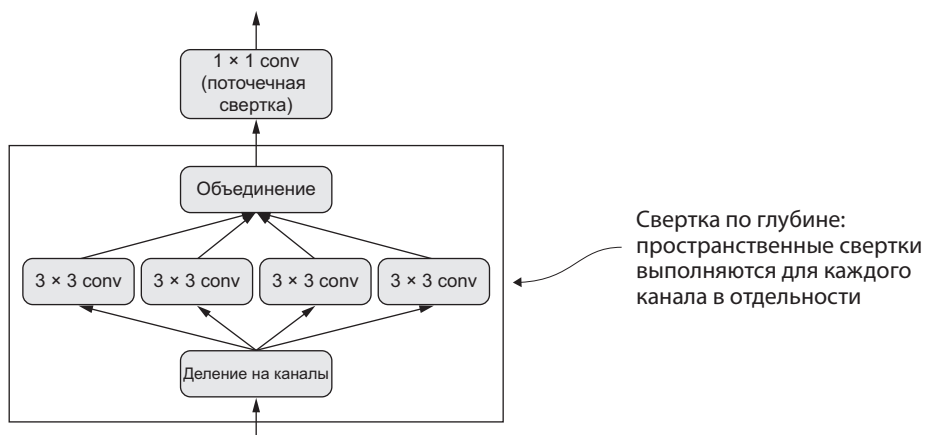 1 × 1 conv
(поточечная
свертка)
Объединение
3 × 3 conv
3 × 3 conv
3 × 3 conv
3 × 3 conv
Деление на каналы
Свертка по глубине:
пространственные свертки
выполняются для каждого
канала в отдельности